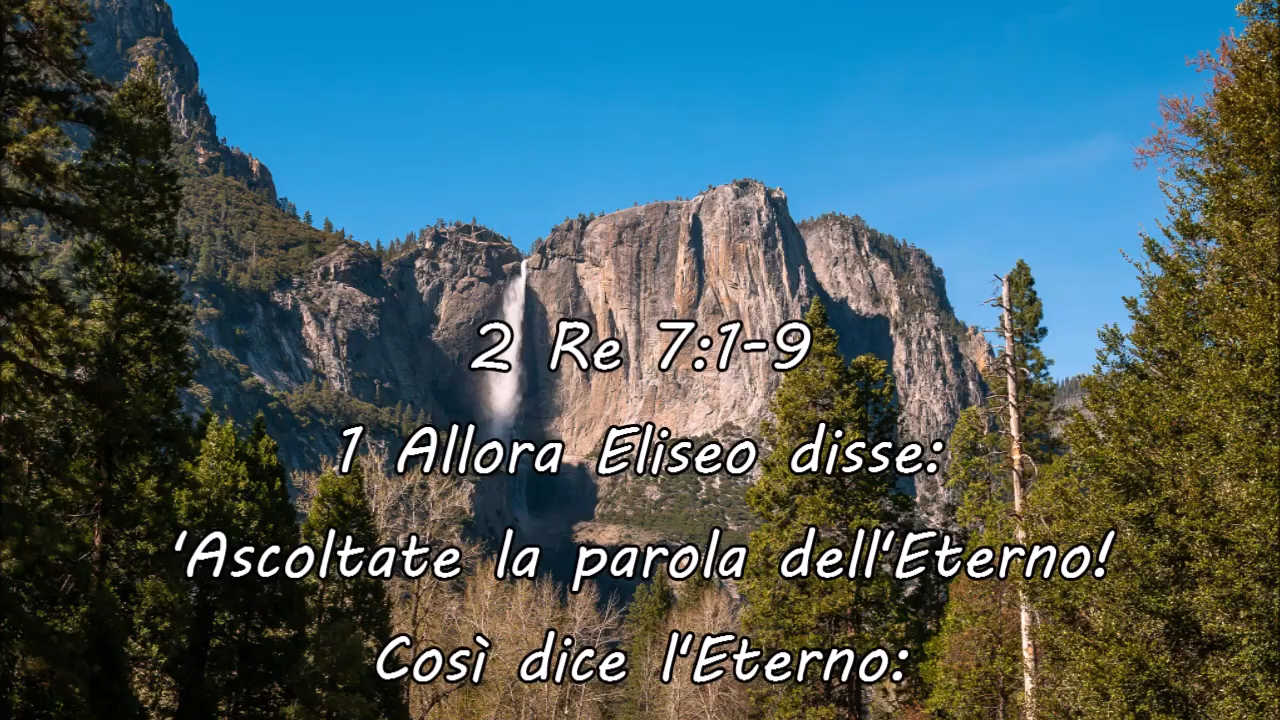 2 Re 7:1-9
1 Allora Eliseo disse:
'Ascoltate la parola dell'Eterno!
Così dice l'Eterno: